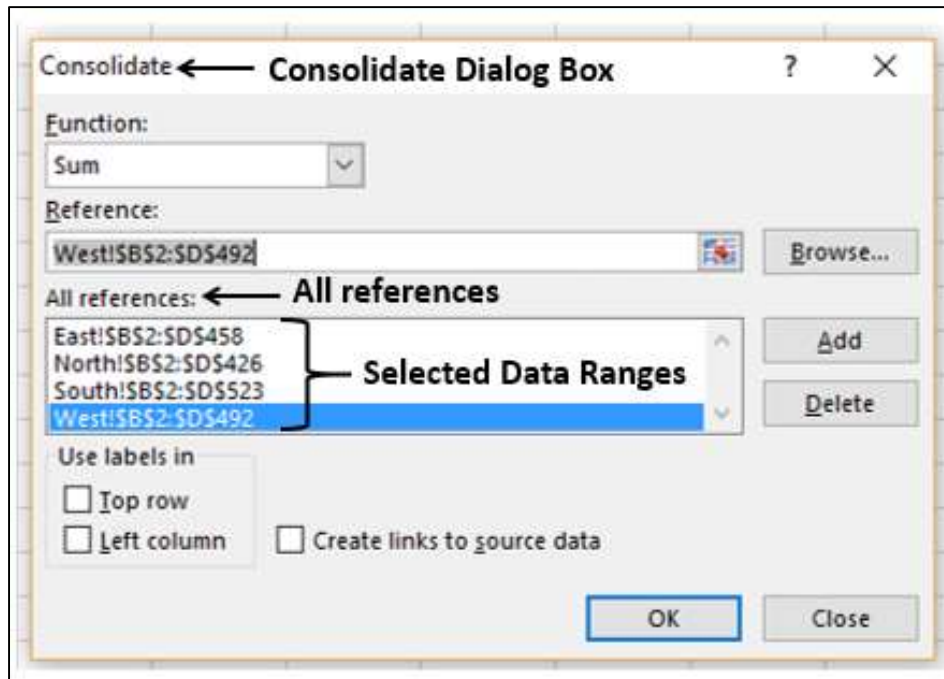 Consolidate Consolidate Dialog Box ?
Function:
Sum
Reference:
West!$B$2:$D$492 Browse...
All references: All references
East!$B$2:$D$458 Add
North!$B$2:$D$426
Selected Data Ranges
South!$B$2:$D$523
West!$B$2:$D$492 Delete
Use labels in
Top row
Left column Create links to source data
OK Close